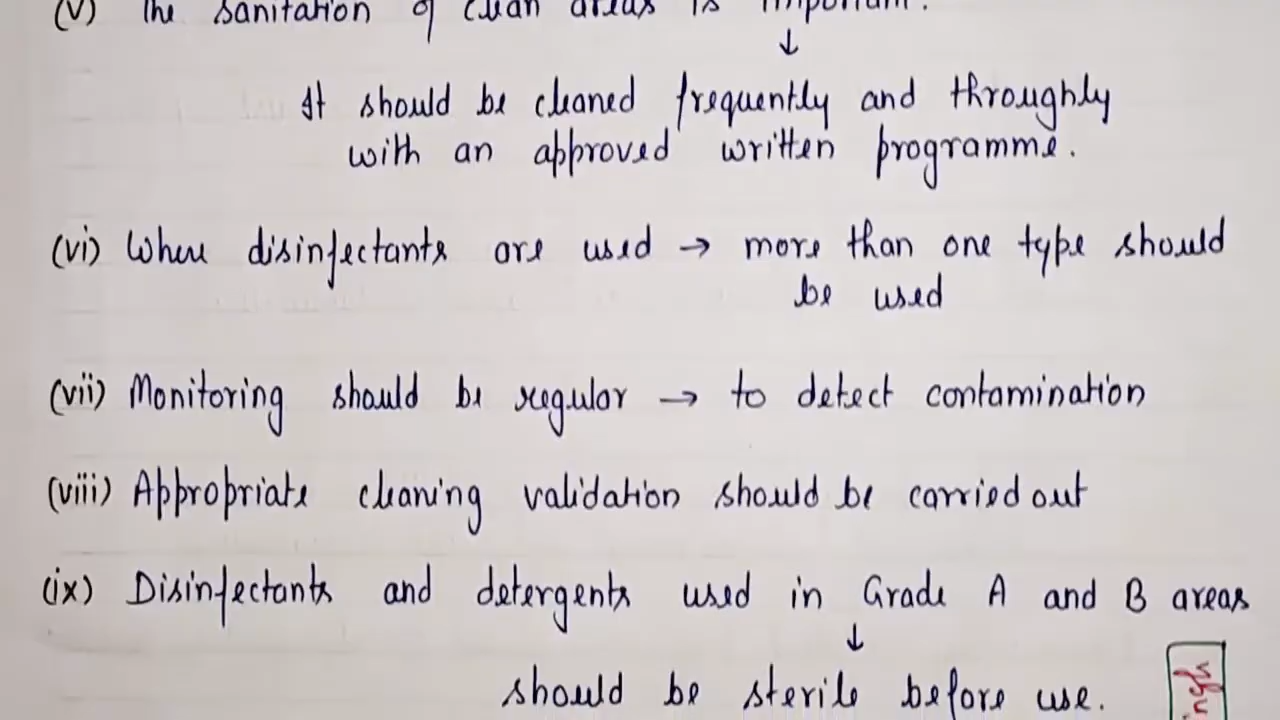 (v) The Sanitation of clean areas is important.
↓
It should be cleaned frequently and throughly
with an approved written programme.
(vi) Where disinfectants are used → more than one type should
be used
(vii) Monitoring should be regular → to detect contamination
(viii) Appropriate cleaning validation should be carried out
(ix) Disinfectants and detergents used in Grade A and B areas
↓
should be sterile before use.